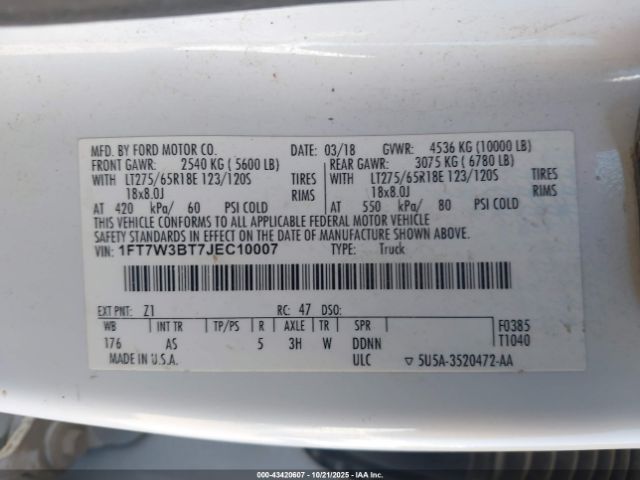 MFD. BY FORD MOTOR CO. DATE: 03/18 GVWR: 4536 KG (10000 LB)
FRONT GAWR: 2540 KG ( 5600 LB) REAR GAWR: 3075 KG ( 6780 LB)
WITH LT275/65R18E 123/120S TIRES WITH LT275/65R18E 123/120S TIRES
18x8.0J RIMS 18x8.0J RIMS
AT 420 kPa/ 60 PSI COLD AT 550 kPa/ 80 PSI COLD
THIS VEHICLE CONFORMS TO ALL APPLICABLE FEDERAL MOTOR VEHICLE
SAFETY STANDARDS IN EFFECT ON THE DATE OF MANUFACTURE SHOWN ABOVE.
VIN: 1FT7W3BT7JEC10007 TYPE: Truck
EXT PNT: Z1 RC: 47 DSO:
WB INT TR TP/PS R AXLE TR SPR F0385
176 AS 5 3H W DDNN T1040
MADE IN U.S.A. ULC ▽ 5U5A-3520472-AA
000-43420607 - 10/21/2025 - Copyright © 2025 IAA, Inc.